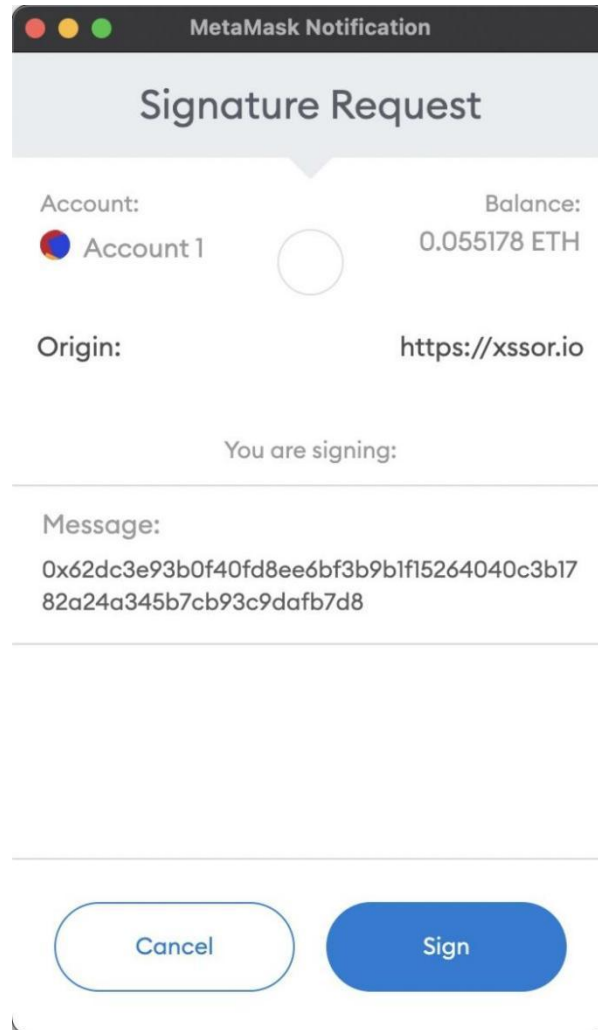 MetaMask Notification
Signature Request
Account:
Balance:
Account 1
0.055178 ETH
Origin:
https://xssor.io
You are signing:
Message:
0x62dc3e93b0f40fd8ee6bf3b9b1f15264040c3b17
82a24a345b7cb93c9dafb7d8
Cancel
Sign